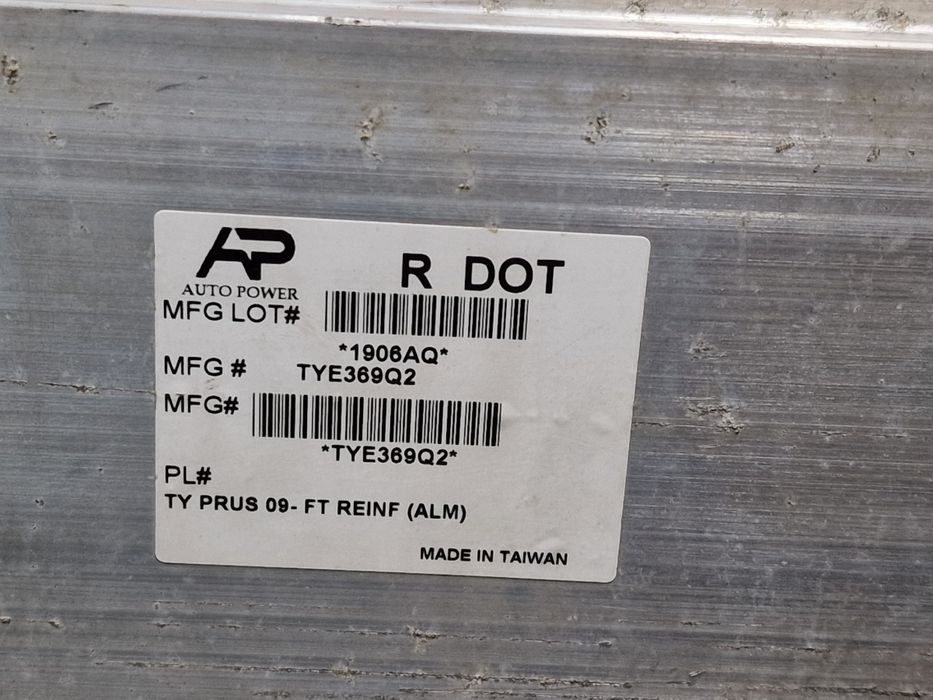 AP
AUTO POWER
R DOT
MFG LOT#
*1906AQ*
MFG # TYE369Q2
MFG#
*TYE369Q2*
PL#
TY PRUS 09- FT REINF (ALM)
MADE IN TAIWAN